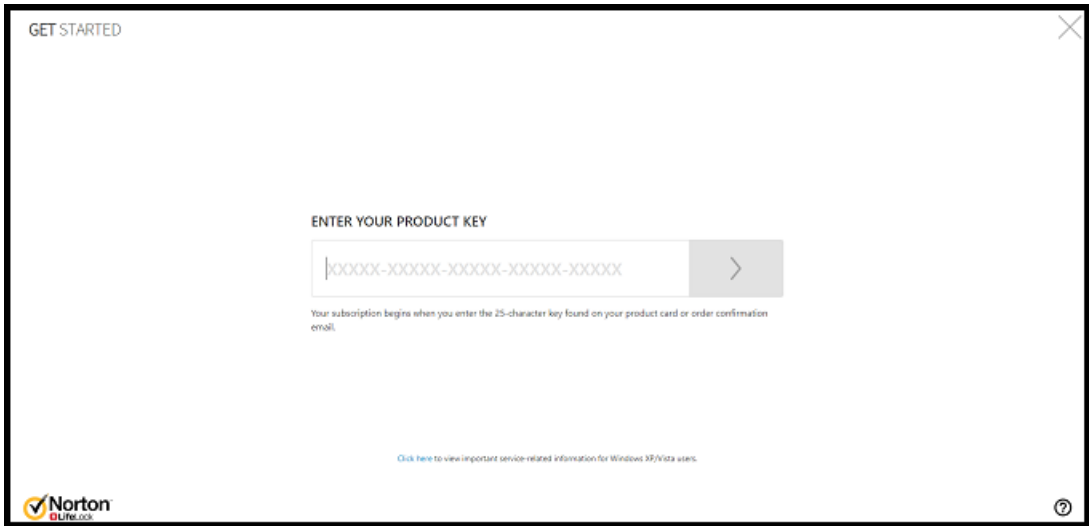 GET STARTED
ENTER YOUR PRODUCT KEY
XXXXX-XXXXX-XXXXX-XXXXX-XXXXX
Your subscription begins when you enter the 25-character key found on your product card or order confirmation
email.
Click here to view important service-related information for Windows XP/Vista users.
Norton
LifeLock
?